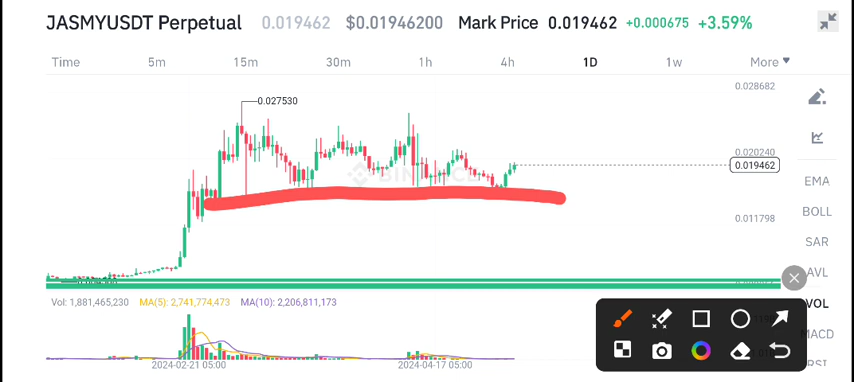 JASMYUSDT Perpetual 0.019462 $0.01946200 Mark Price 0.019462 +0.000675 +3.59%
Time 5m 15m 30m 1h 4h 1D 1w More
0.028682
0.027530
0.020240
0.019462
BINANCE
EMA
0.011798
BOLL
SAR
AVL
Vol: 1,881,465,230 MA(5): 2,741,774,473 MA(10): 2,206,811,173
VOL
MACD
2024-02-21 05:00 2024-04-17 05:00